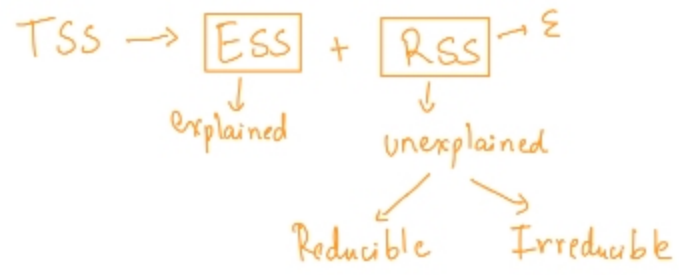 TSS → ESS + RSS → ε
explained unexplained
Reducible Irreducible